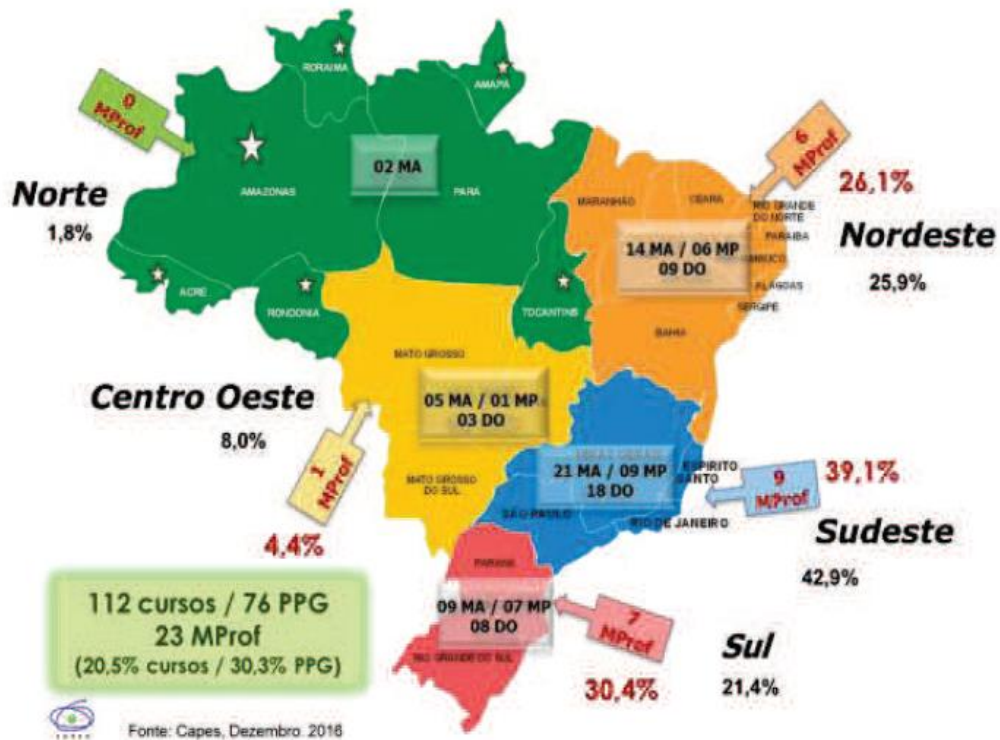 RORAIMA
AMAPÁ
0
MProf
6
MProf
02 MA
AMAZONAS
PARÁ
Norte
1,8%
26,1%
MARANHÃO
CEARÁ
RIO GRANDE
DO NORTE
PARAIBA
Nordeste
25,9%
14 MA / 06 MP
09 DO
ALAGOAS
SERGIPE
ACRE
RONDONIA
TOCANTINS
BAHIA
MATO GROSSO
Centro Oeste
8,0%
05 MA / 01 MP
03 DO
1
MProf
4,4%
MATO GROSSO
DO SUL
21 MA / 09 MP
18 DO
ESPIRITO
SANTO
SÃO PAULO
RIO DE JANEIRO
9
MProf
39,1%
Sudeste
42,9%
PARANÁ
09 MA / 07 MP
08 DO
RIO GRANDE DO SUL
7
MProf
30,4%
Sul
21,4%
112 cursos / 76 PPG
23 MProf
(20,5% cursos / 30,3% PPG)
Fonte: Capes, Dezembro. 2016